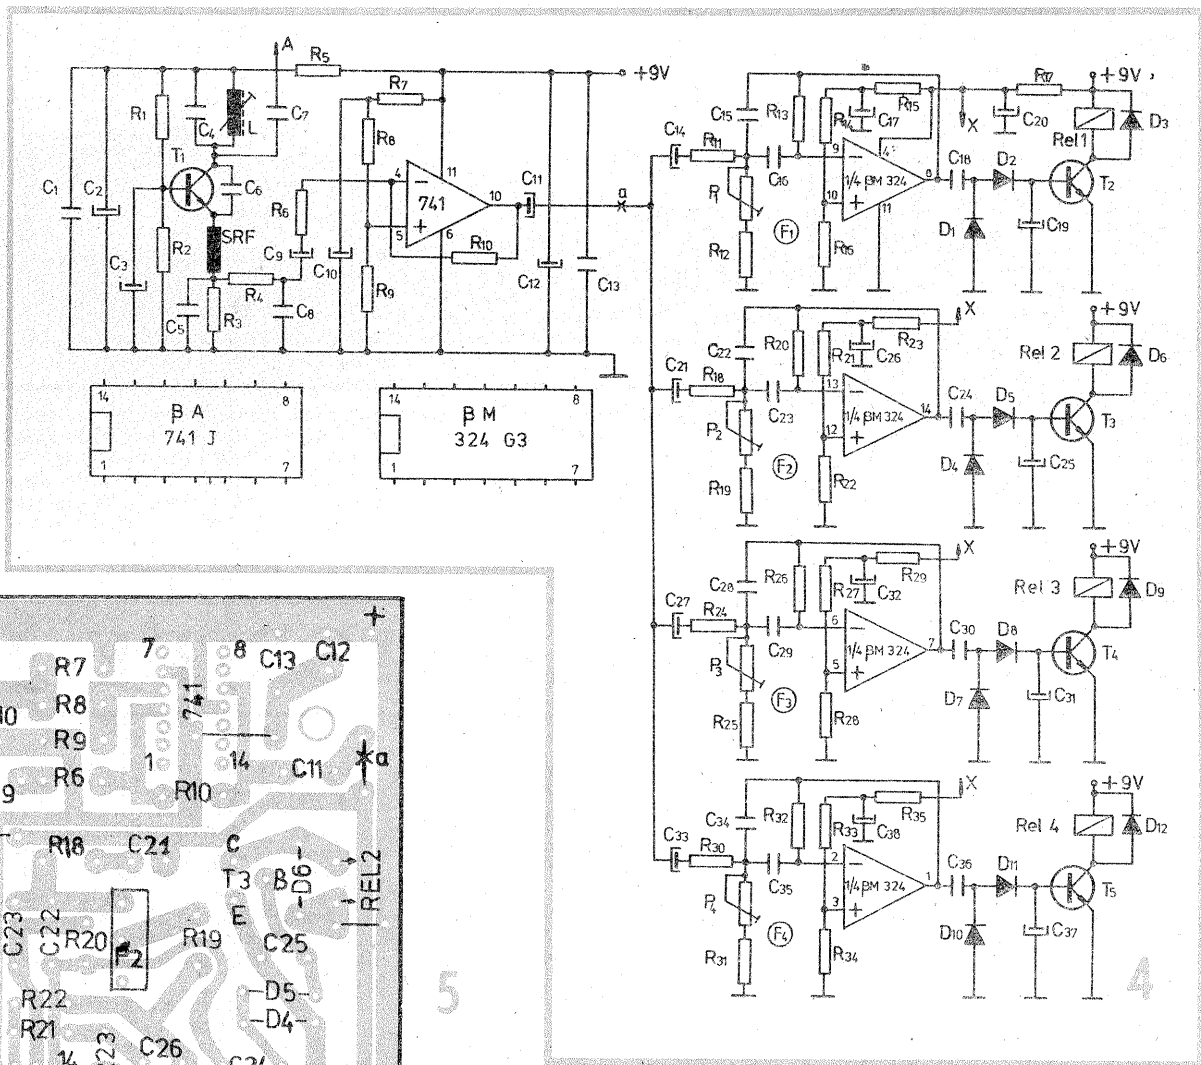 A
R5
+9V
R1
C4
L
C7
R7
R8
T1
C1
C2
C6
R6
4
−
741
+
5
11
10
6
C11
a
SRF
R2
C3
C9
C10
R10
R4
C5
R3
C8
R9
C12
C13
14 8
β A
741 J
1 7
14 8
β M
324 G3
1 7
C14
R11
C15
R13
R14
C17
R15
X
C20
R17
+9V
Rel1
D3
9
−
4
1/4 βM 324
8
10
+
11
C16
C18
D2
T2
P1
F1
R12
R16
D1
C19
+9V
C21
R18
C22
R20
R21
C26
R23
X
Rel 2
D6
13
−
1/4 βM 324
14
12
+
C23
C24
D5
T3
P2
F2
R19
R22
D4
C25
+9V
C27
R24
C28
R26
R27
C32
R29
X
Rel 3
D9
6
−
1/4 βM 324
7
5
+
C29
C30
D8
T4
P3
F3
R25
R28
D7
C31
+9V
C33
R30
C34
R32
R33
C38
R35
X
Rel 4
D12
2
−
1/4 βM 324
1
3
+
C35
C36
D11
T5
P4
F4
R31
R34
D10
C37
4
+
R7 7 8 C13 C12
10 R8 741
R9
R6 1 14 C11 a
9 R10
R18 C21 C
T3 B -D6- REL2
E
C23 C22 R20 P2 R19 C25
R22 -D5-
R21 -D4-
14 C26
5